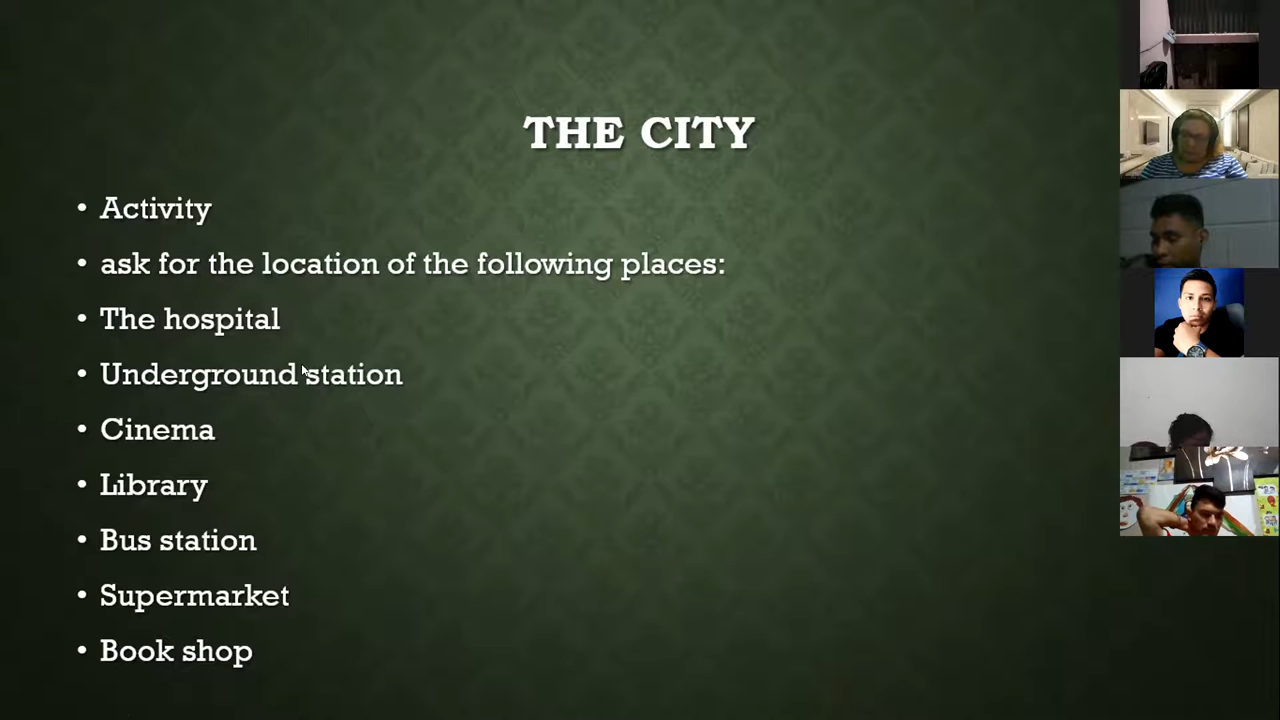 THE CITY
• Activity
• ask for the location of the following places:
• The hospital
• Underground station
• Cinema
• Library
• Bus station
• Supermarket
• Book shop